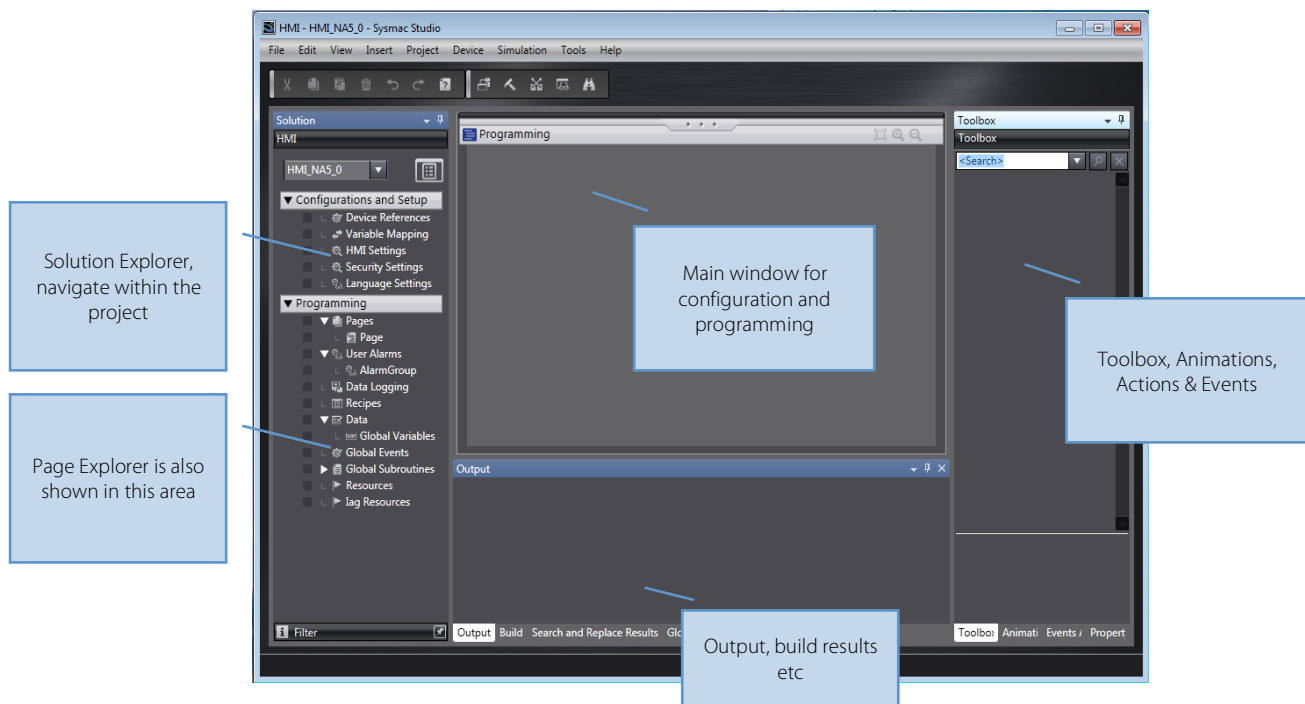 HMI - HMI_NA5_0 - Sysmac Studio
File Edit View Insert Project Device Simulation Tools Help
Solution
HMI
HMI_NA5_0
Configurations and Setup
Device References
Variable Mapping
HMI Settings
Security Settings
Language Settings
Programming
Pages
Page
User Alarms
AlarmGroup
Data Logging
Recipes
Data
Global Variables
Global Events
Global Subroutines
Resources
Iag Resources
Filter
Programming
Output
Output Build Search and Replace Results Glo
Toolbox
Toolbox
<Search>
Toolbox Animati Events Propert
Solution Explorer,
navigate within the
project
Page Explorer is also
shown in this area
Main window for
configuration and
programming
Toolbox, Animations,
Actions & Events
Output, build results
etc